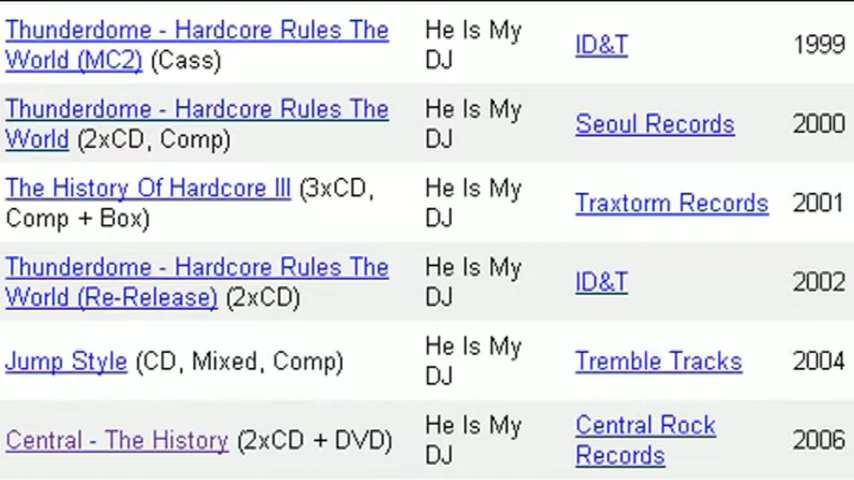 Thunderdome - Hardcore Rules The World (MC2) (Cass) He Is My DJ ID&T 1999
Thunderdome - Hardcore Rules The World (2xCD, Comp) He Is My DJ Seoul Records 2000
The History Of Hardcore III (3xCD, Comp + Box) He Is My DJ Traxtorm Records 2001
Thunderdome - Hardcore Rules The World (Re-Release) (2xCD) He Is My DJ ID&T 2002
Jump Style (CD, Mixed, Comp) He Is My DJ Tremble Tracks 2004
Central - The History (2xCD + DVD) He Is My DJ Central Rock Records 2006